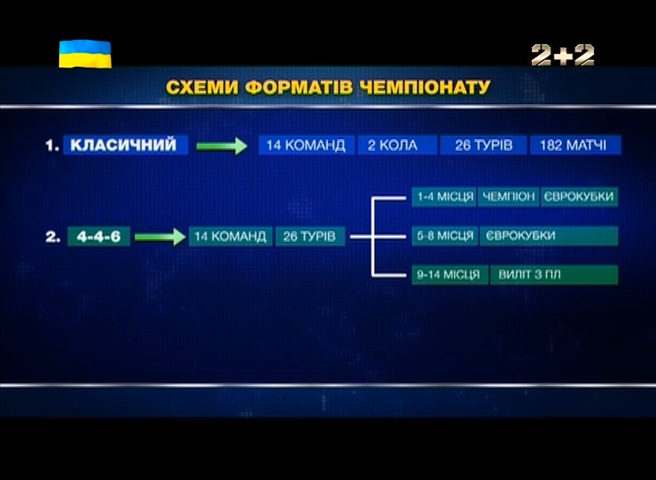 2+2
СХЕМИ ФОРМАТІВ ЧЕМПІОНАТУ
1. КЛАСИЧНИЙ 14 КОМАНД 2 КОЛА 26 ТУРІВ 182 МАТЧІ
1-4 МІСЦЯ ЧЕМПІОН ЄВРОКУБКИ
2. 4-4-6 14 КОМАНД 26 ТУРІВ 5-8 МІСЦЯ ЄВРОКУБКИ
9-14 МІСЦЯ ВИЛІТ З ПЛ